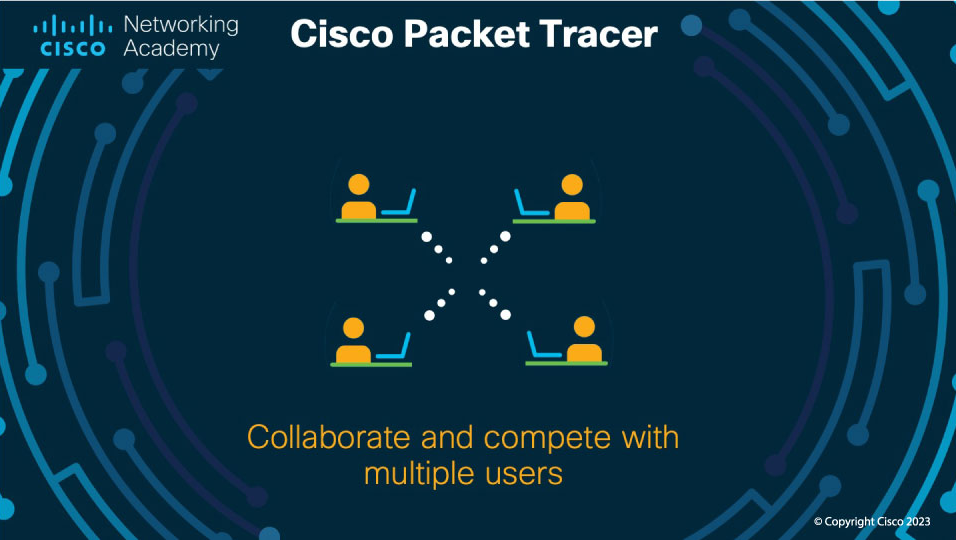 Networking
CISCO Academy
Cisco Packet Tracer
Collaborate and compete with
multiple users
© Copyright Cisco 2023